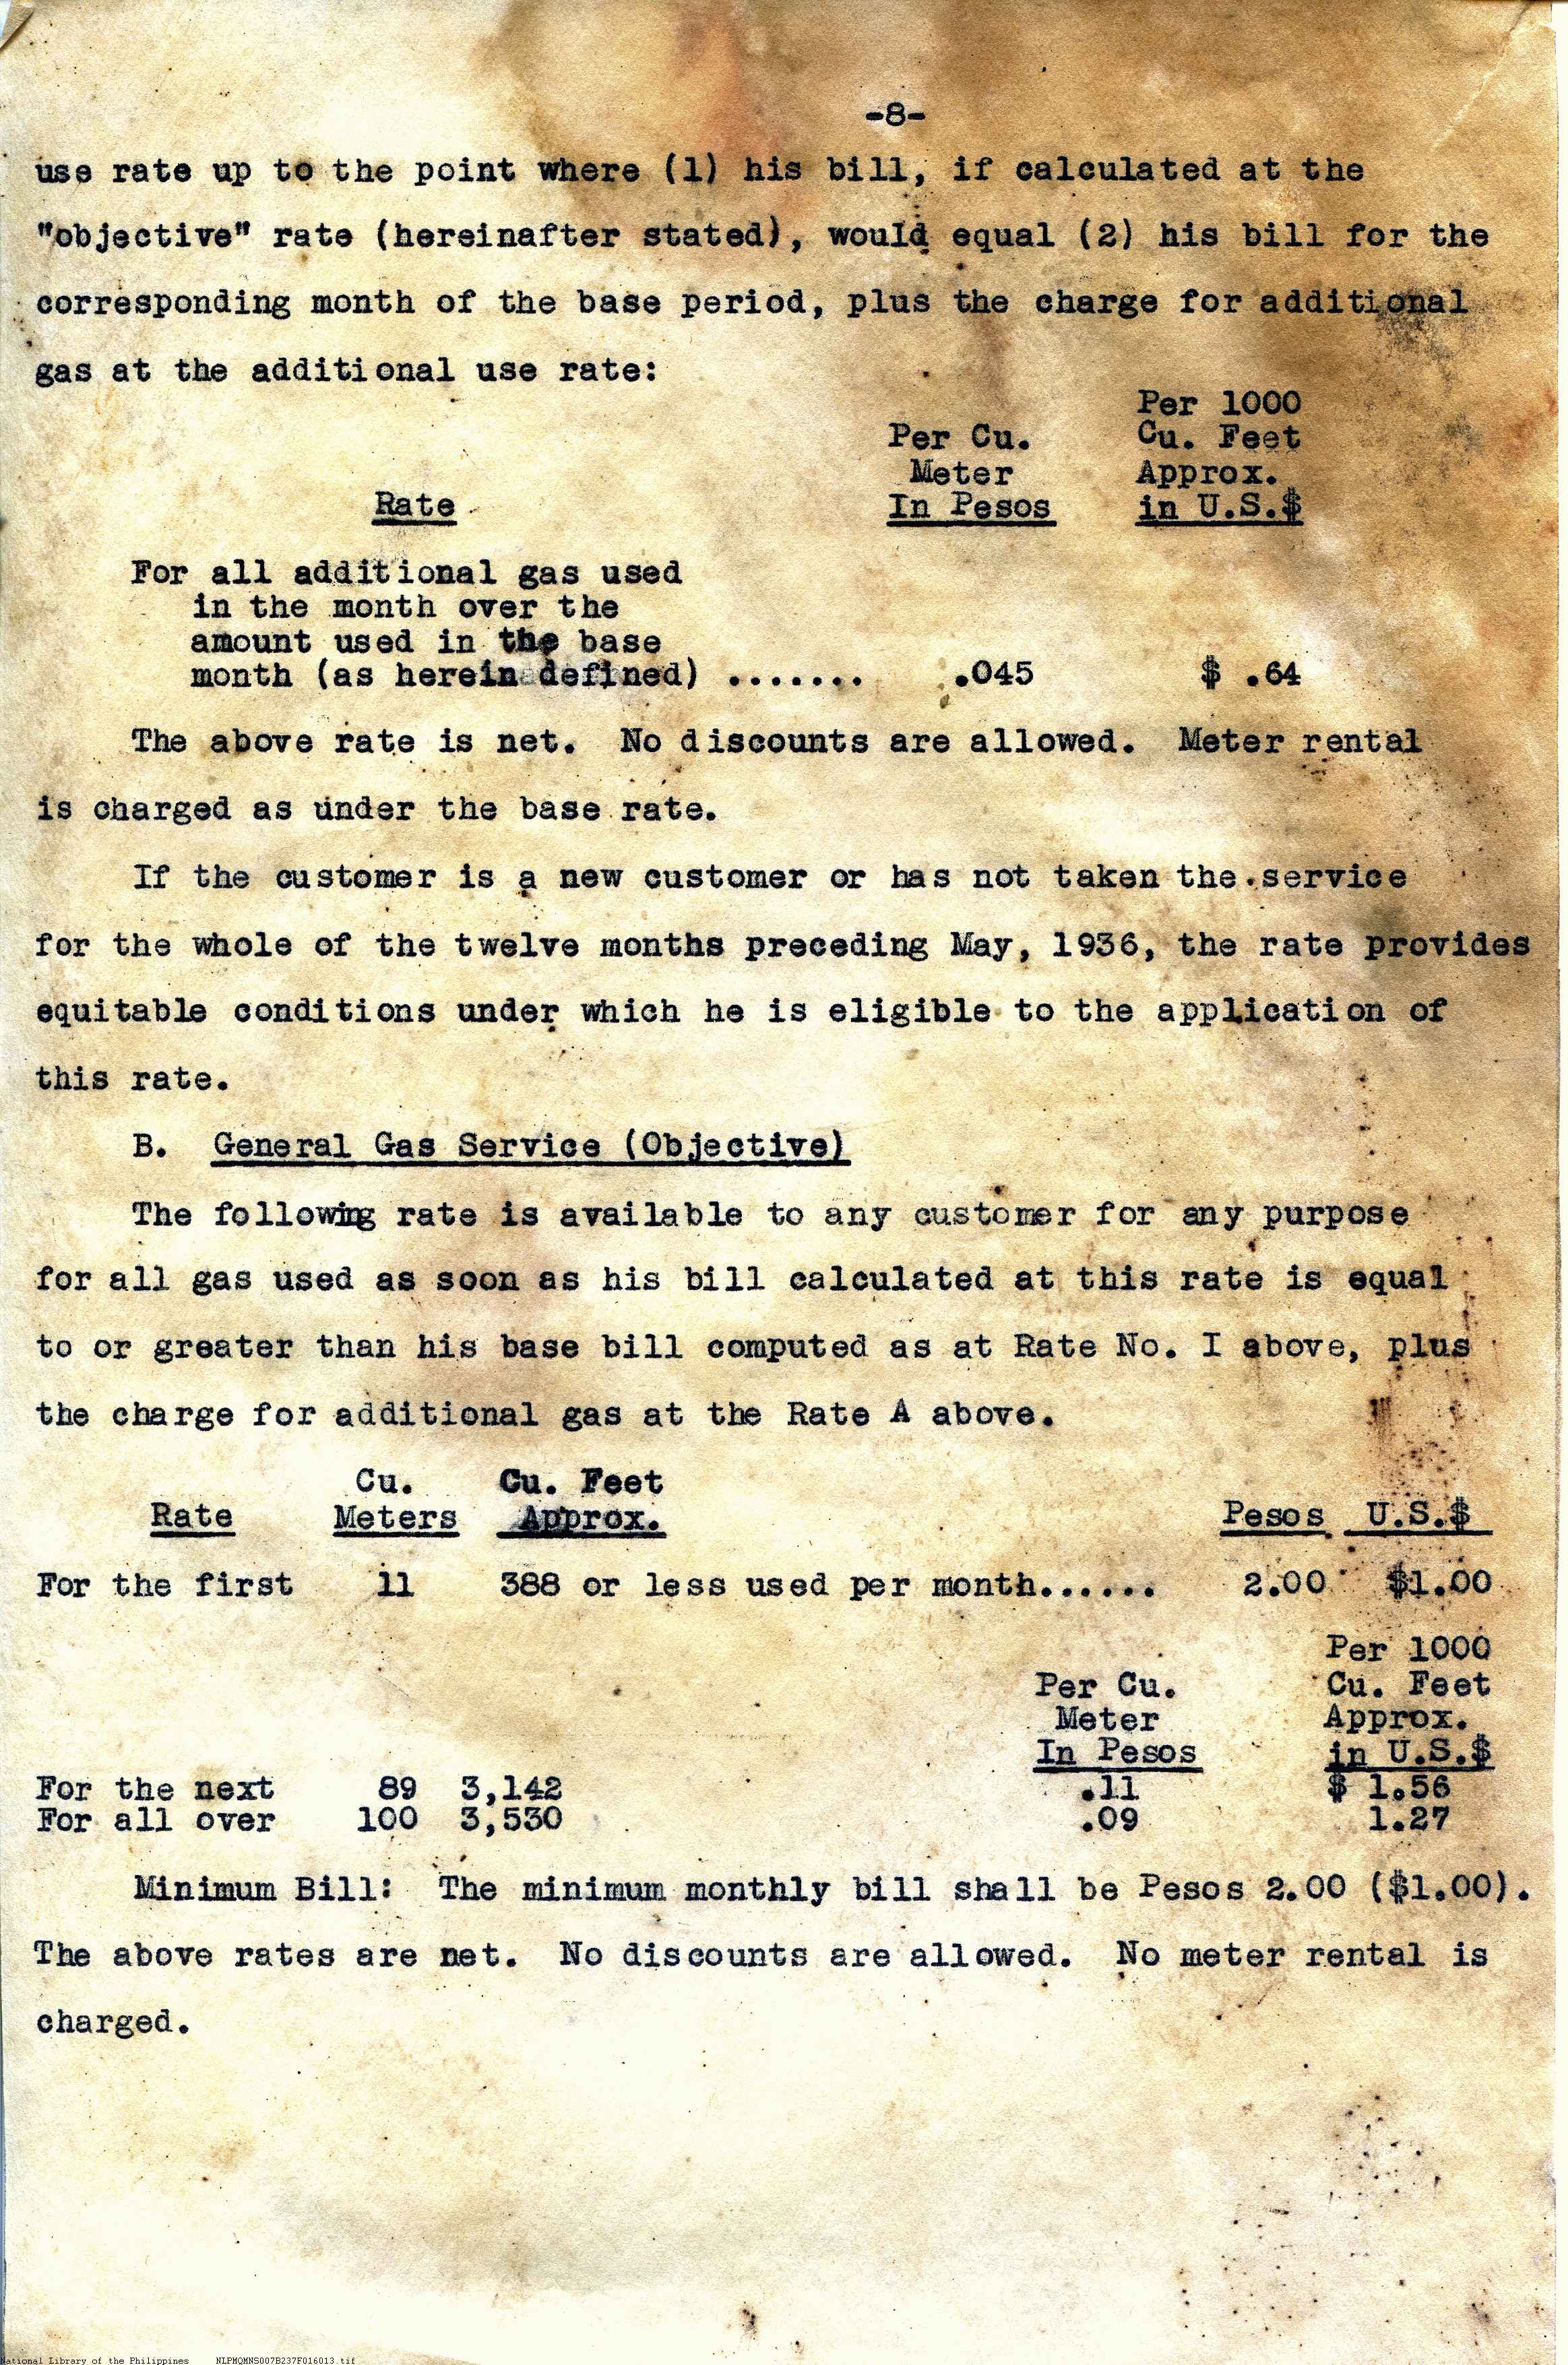 -8-
use rate up to the point where (1) his bill, if calculated at the
"objective" rate (hereinafter stated), would equal (2) his bill for the
corresponding month of the base period, plus the charge for additional
gas at the additional use rate:
Per 1000
Per Cu. Cu. Feet
Meter Approx.
Rate In Pesos in U.S.$
For all additional gas used
in the month over the
amount used in the base
month (as herein defined) ....... .045 $ .64
The above rate is net. No discounts are allowed. Meter rental
is charged as under the base rate.
If the customer is a new customer or has not taken the service
for the whole of the twelve months preceding May, 1936, the rate provides
equitable conditions under which he is eligible to the application of
this rate.
B. General Gas Service (Objective)
The following rate is available to any customer for any purpose
for all gas used as soon as his bill calculated at this rate is equal
to or greater than his base bill computed as at Rate No. I above, plus
the charge for additional gas at the Rate A above.
Cu. Cu. Feet
Rate Meters Approx. Pesos U.S.$
For the first 11 388 or less used per month...... 2.00 $1.00
Per 1000
Per Cu. Cu. Feet
Meter Approx.
In Pesos in U.S.$
For the next 89 3,142 .11 $ 1.56
For all over 100 3,530 .09 1.27
Minimum Bill: The minimum monthly bill shall be Pesos 2.00 ($1.00).
The above rates are net. No discounts are allowed. No meter rental is
charged.
National Library of the Philippines NLPMQMNS007B237F016013.tif